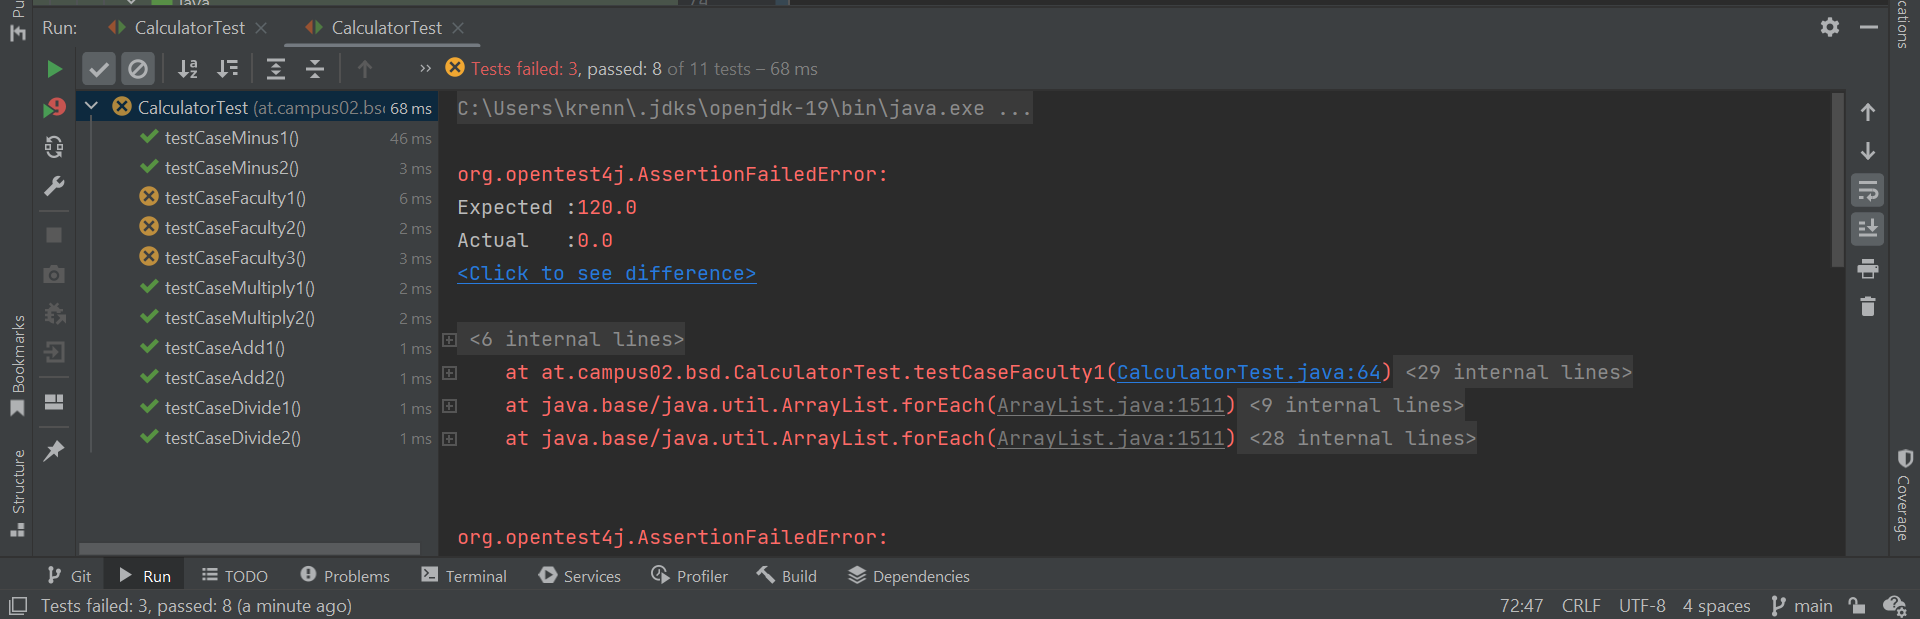 Java
74
Pu
cations
Run: CalculatorTest CalculatorTest
Tests failed: 3, passed: 8 of 11 tests – 68 ms
CalculatorTest (at.campus02.bsd 68 ms
testCaseMinus1() 46 ms
testCaseMinus2() 3 ms
testCaseFaculty1() 6 ms
testCaseFaculty2() 2 ms
testCaseFaculty3() 3 ms
testCaseMultiply1() 2 ms
testCaseMultiply2() 2 ms
testCaseAdd1() 1 ms
testCaseAdd2() 1 ms
testCaseDivide1() 1 ms
testCaseDivide2() 1 ms
C:\Users\krenn\.jdks\openjdk-19\bin\java.exe ...
org.opentest4j.AssertionFailedError:
Expected :120.0
Actual   :0.0
<Click to see difference>
<6 internal lines>
at at.campus02.bsd.CalculatorTest.testCaseFaculty1(CalculatorTest.java:64) <29 internal lines>
at java.base/java.util.ArrayList.forEach(ArrayList.java:1511) <9 internal lines>
at java.base/java.util.ArrayList.forEach(ArrayList.java:1511) <28 internal lines>
org.opentest4j.AssertionFailedError:
Bookmarks
Structure
Coverage
Git Run TODO Problems Terminal Services Profiler Build Dependencies
Tests failed: 3, passed: 8 (a minute ago) 72:47 CRLF UTF-8 4 spaces main